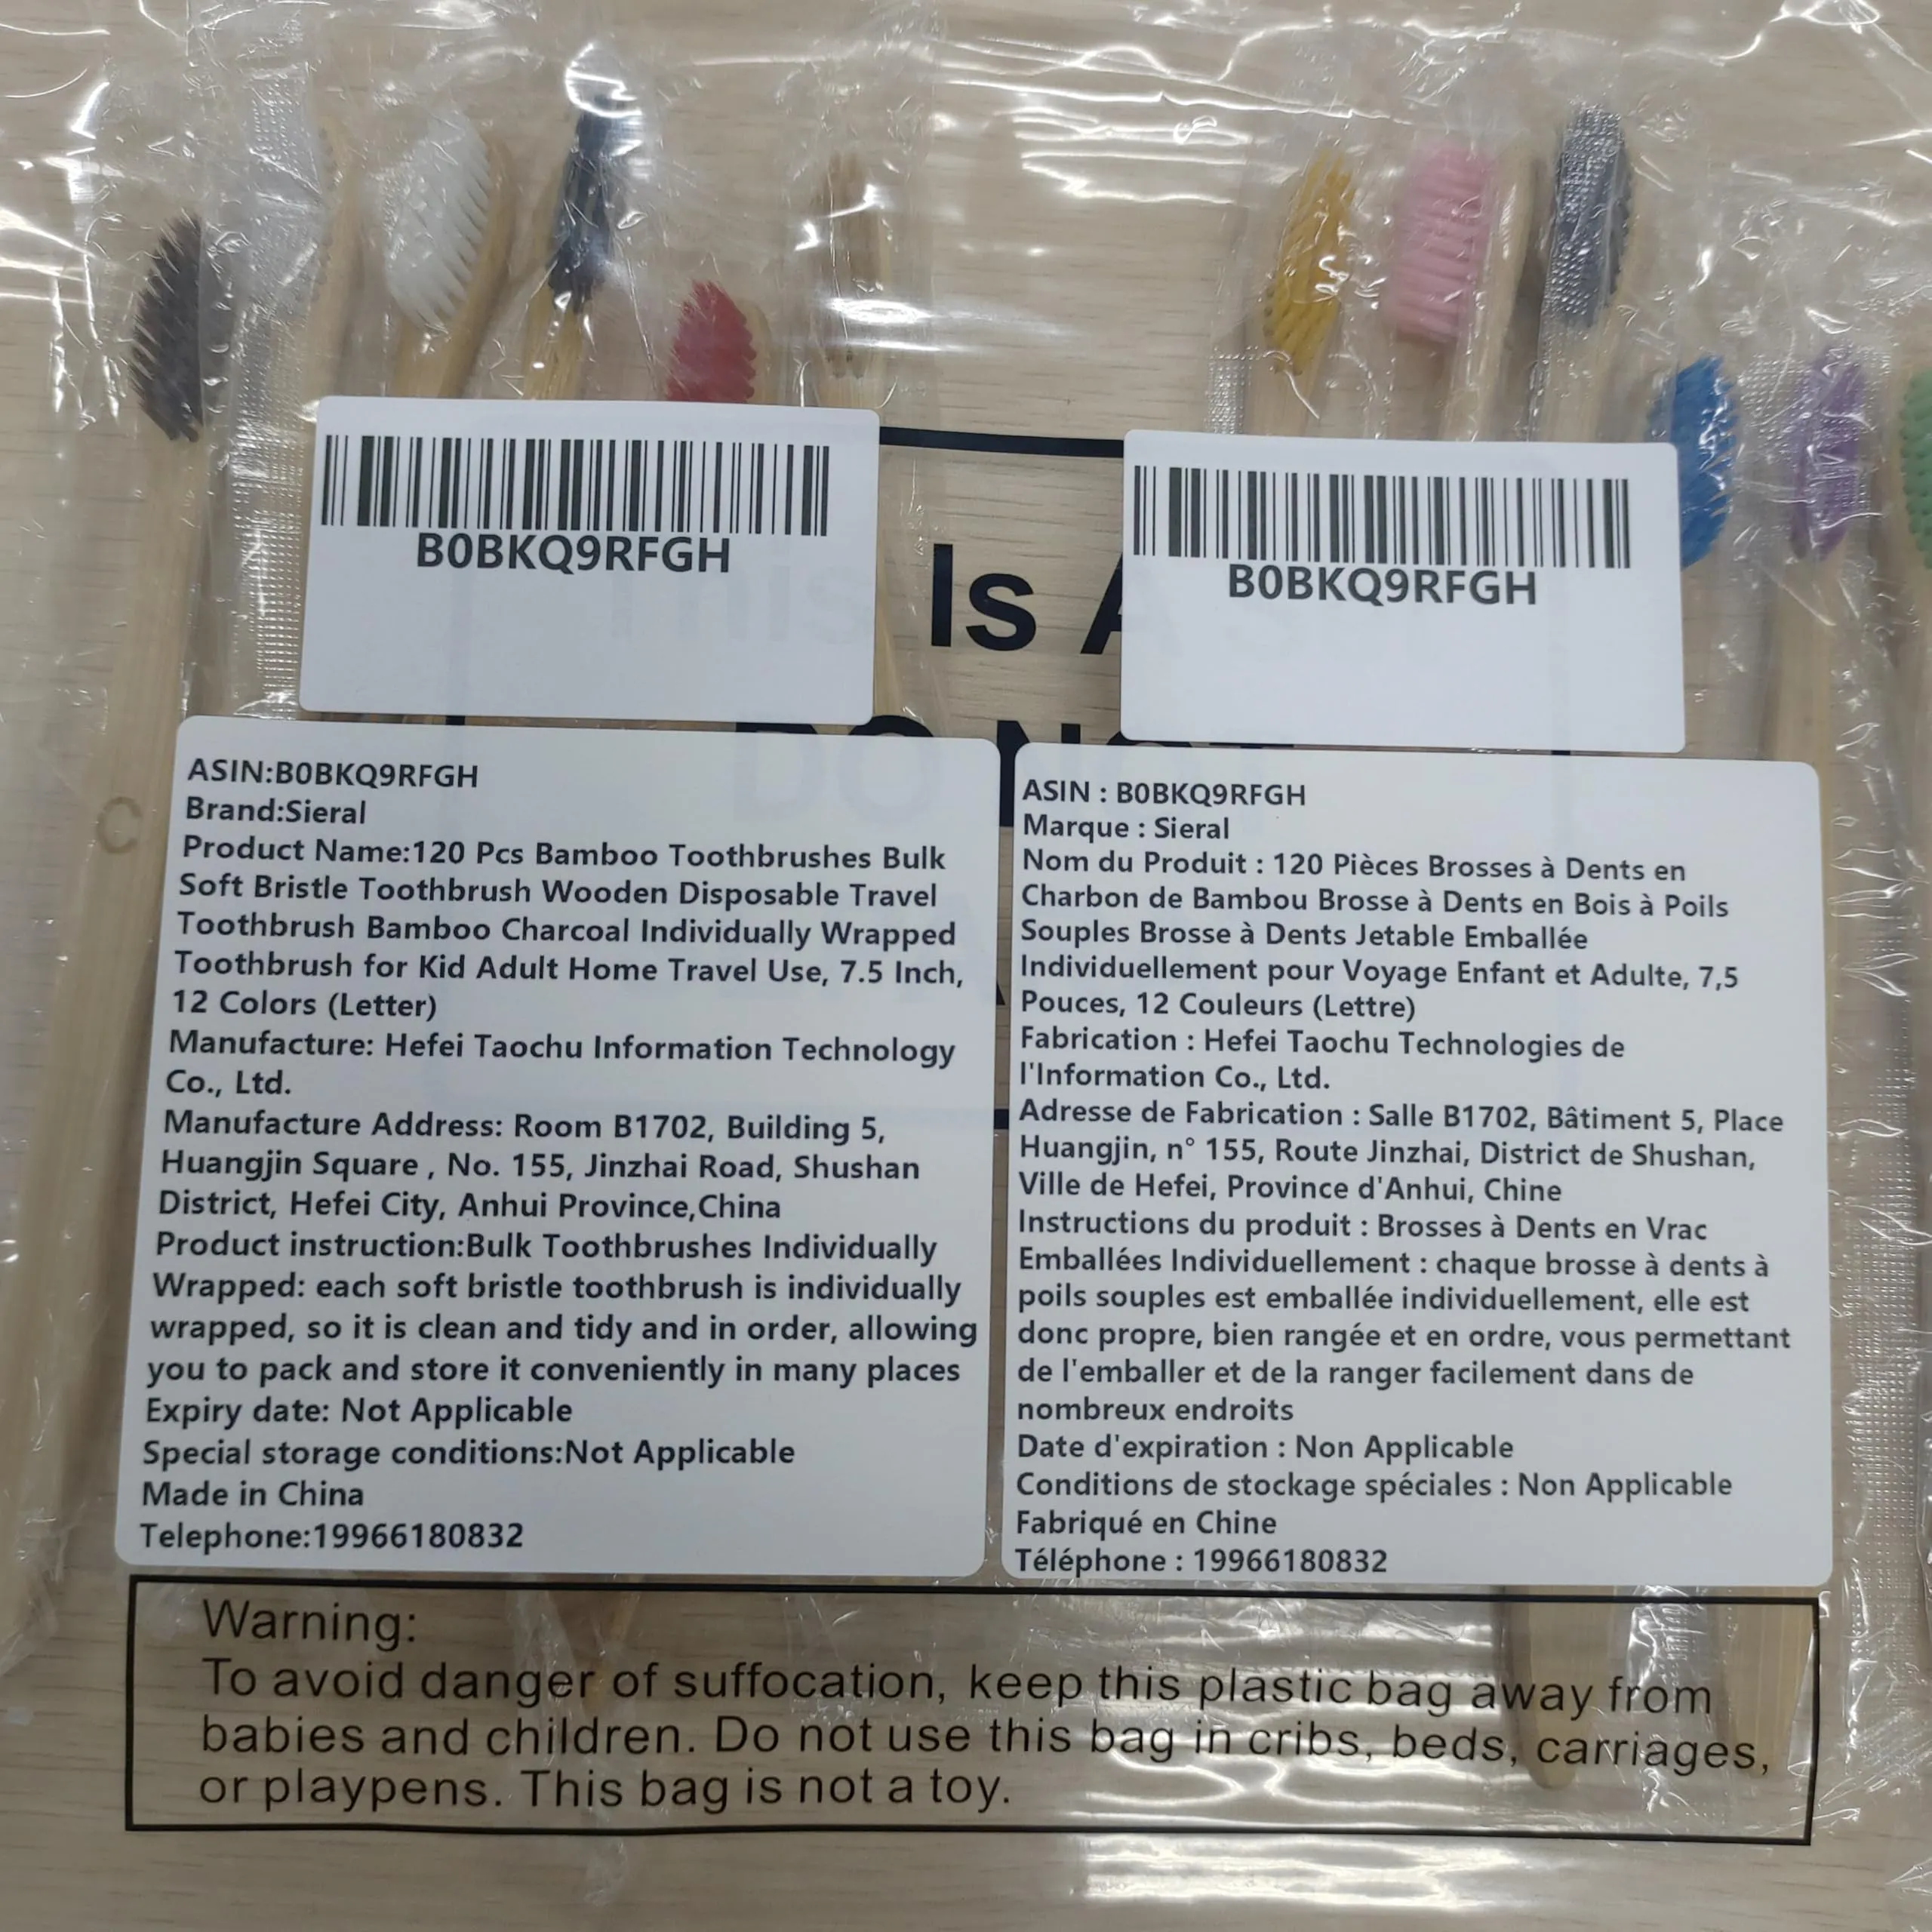 B0BKQ9RFGH
B0BKQ9RFGH
Is A
DO NOT
ASIN:B0BKQ9RFGH
Brand:Sieral
Product Name:120 Pcs Bamboo Toothbrushes Bulk
Soft Bristle Toothbrush Wooden Disposable Travel
Toothbrush Bamboo Charcoal Individually Wrapped
Toothbrush for Kid Adult Home Travel Use, 7.5 Inch,
12 Colors (Letter)
Manufacture: Hefei Taochu Information Technology
Co., Ltd.
Manufacture Address: Room B1702, Building 5,
Huangjin Square , No. 155, Jinzhai Road, Shushan
District, Hefei City, Anhui Province,China
Product instruction:Bulk Toothbrushes Individually
Wrapped: each soft bristle toothbrush is individually
wrapped, so it is clean and tidy and in order, allowing
you to pack and store it conveniently in many places
Expiry date: Not Applicable
Special storage conditions:Not Applicable
Made in China
Telephone:19966180832
ASIN : B0BKQ9RFGH
Marque : Sieral
Nom du Produit : 120 Pièces Brosses à Dents en
Charbon de Bambou Brosse à Dents en Bois à Poils
Souples Brosse à Dents Jetable Emballée
Individuellement pour Voyage Enfant et Adulte, 7,5
Pouces, 12 Couleurs (Lettre)
Fabrication : Hefei Taochu Technologies de
l'Information Co., Ltd.
Adresse de Fabrication : Salle B1702, Bâtiment 5, Place
Huangjin, n° 155, Route Jinzhai, District de Shushan,
Ville de Hefei, Province d'Anhui, Chine
Instructions du produit : Brosses à Dents en Vrac
Emballées Individuellement : chaque brosse à dents à
poils souples est emballée individuellement, elle est
donc propre, bien rangée et en ordre, vous permettant
de l'emballer et de la ranger facilement dans de
nombreux endroits
Date d'expiration : Non Applicable
Conditions de stockage spéciales : Non Applicable
Fabriqué en Chine
Téléphone : 19966180832
C
Warning:
To avoid danger of suffocation, keep this plastic bag away from
babies and children. Do not use this bag in cribs, beds, carriages,
or playpens. This bag is not a toy.